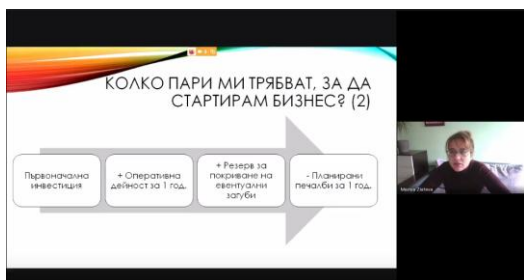 КОЛКО ПАРИ МИ ТРЯБВАТ, ЗА ДА
СТАРТИРАМ БИЗНЕС? (2)
Първоначална
инвестиция
+ Оперативна
дейност за 1 год.
+ Резерв за
покриване на
евентуални
загуби
- Планирани
печалби за 1 год.